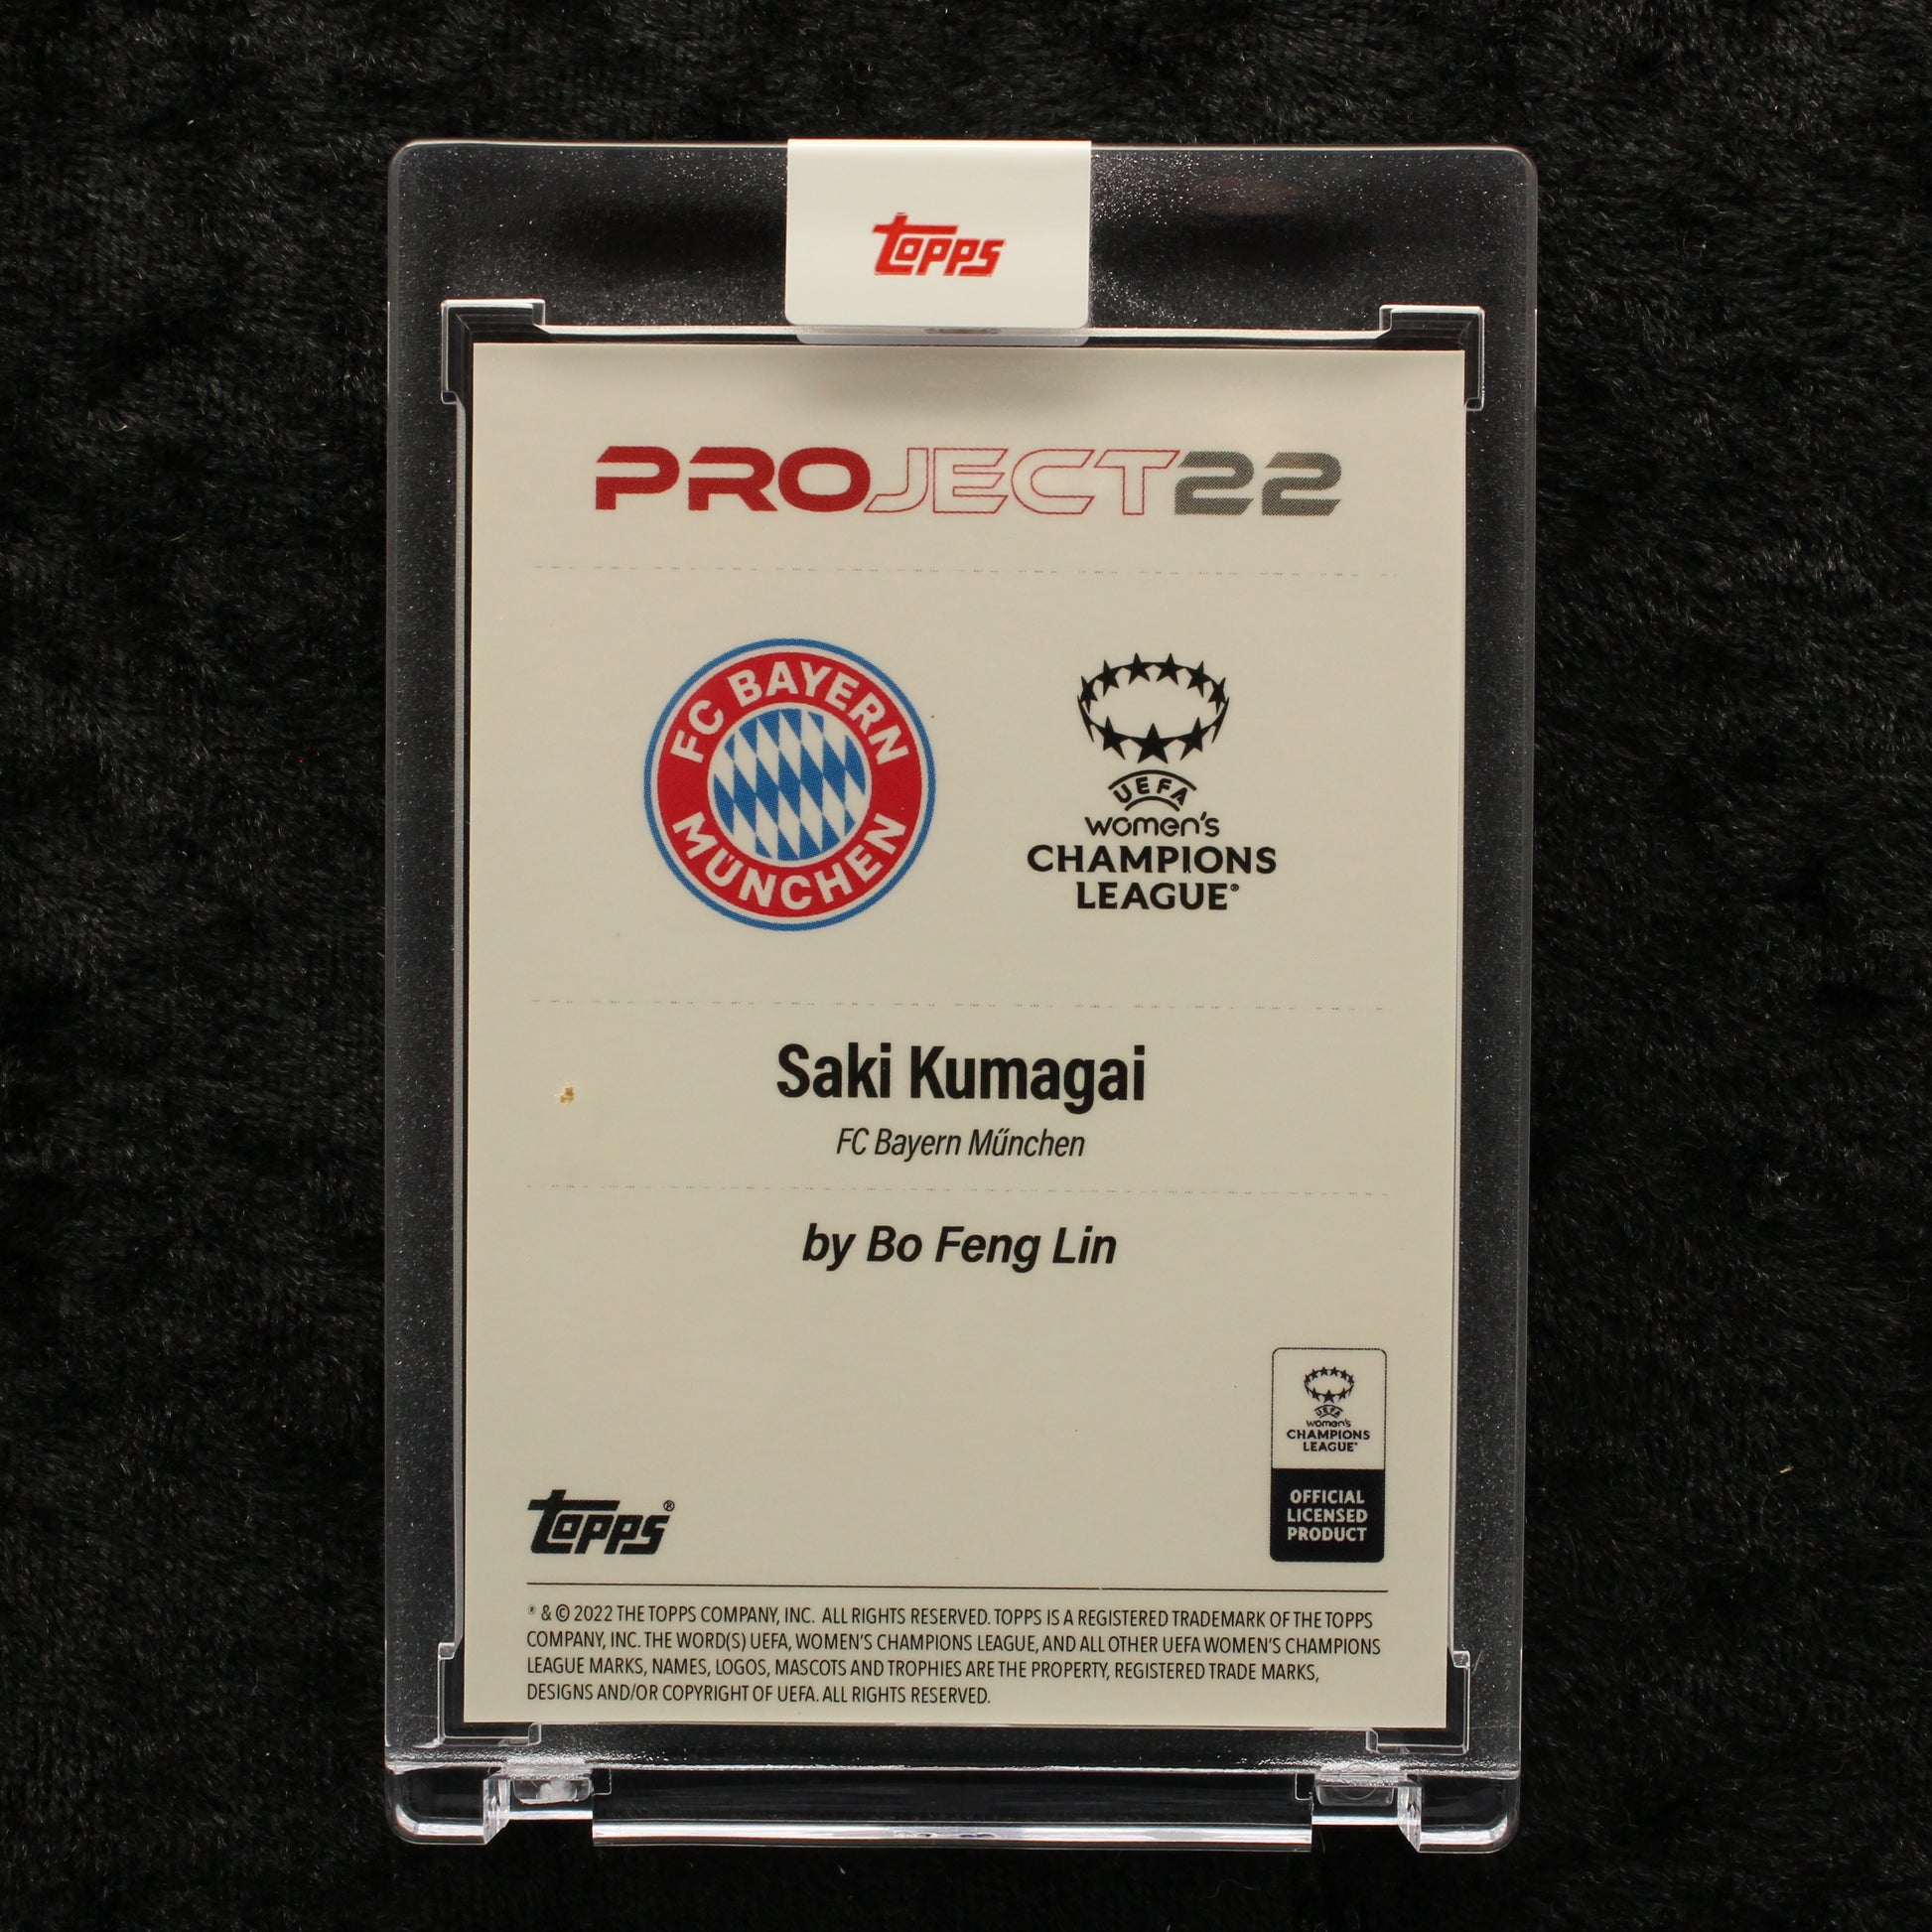 topps
PROJECT22
FC BAYERN
MÜNCHEN
UEFA
women's
CHAMPIONS
LEAGUE®
Saki Kumagai
FC Bayern Műnchen
by Bo Feng Lin
UEFA
women's
CHAMPIONS
LEAGUE®
OFFICIAL
LICENSED
PRODUCT
topps®
® & © 2022 THE TOPPS COMPANY, INC. ALL RIGHTS RESERVED. TOPPS IS A REGISTERED TRADEMARK OF THE TOPPS
COMPANY, INC. THE WORD(S) UEFA, WOMEN'S CHAMPIONS LEAGUE, AND ALL OTHER UEFA WOMEN'S CHAMPIONS
LEAGUE MARKS, NAMES, LOGOS, MASCOTS AND TROPHIES ARE THE PROPERTY, REGISTERED TRADE MARKS,
DESIGNS AND/OR COPYRIGHT OF UEFA. ALL RIGHTS RESERVED.